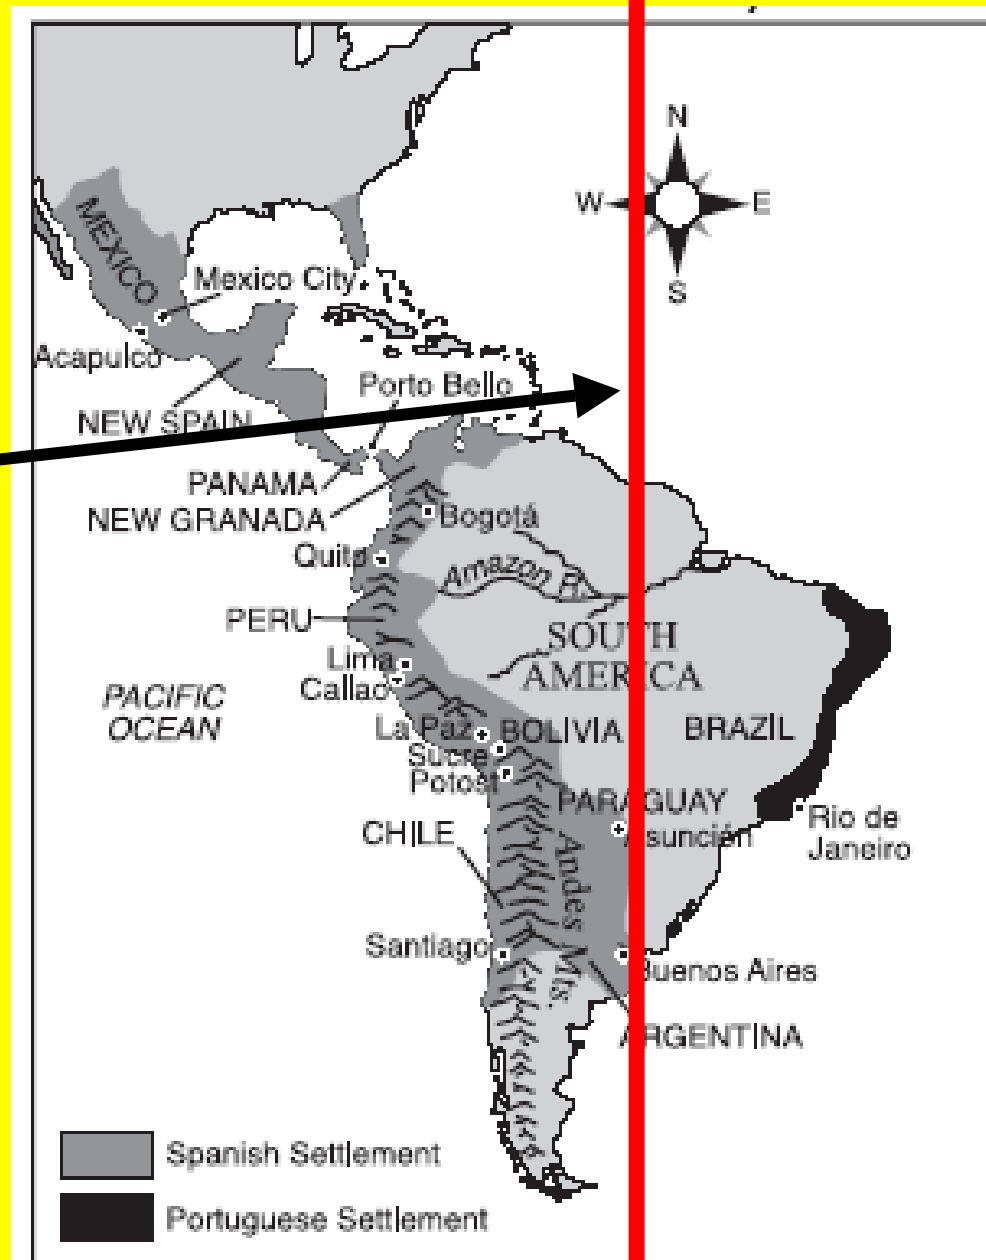 N
W E
S
MEXICO
Mexico City
Acapulco
Porto Bello
NEW SPAIN
PANAMA
NEW GRANADA
Bogotá
Quito
Amazon R.
PERU
SOUTH
AMERICA
Lima
Callao
PACIFIC
OCEAN
La Paz
BOLIVIA
BRAZIL
Sucre
Potosí
PARAGUAY
Asunción
Rio de
Janeiro
CHILE
Andes Mts.
Santiago
Buenos Aires
ARGENTINA
Spanish Settlement
Portuguese Settlement